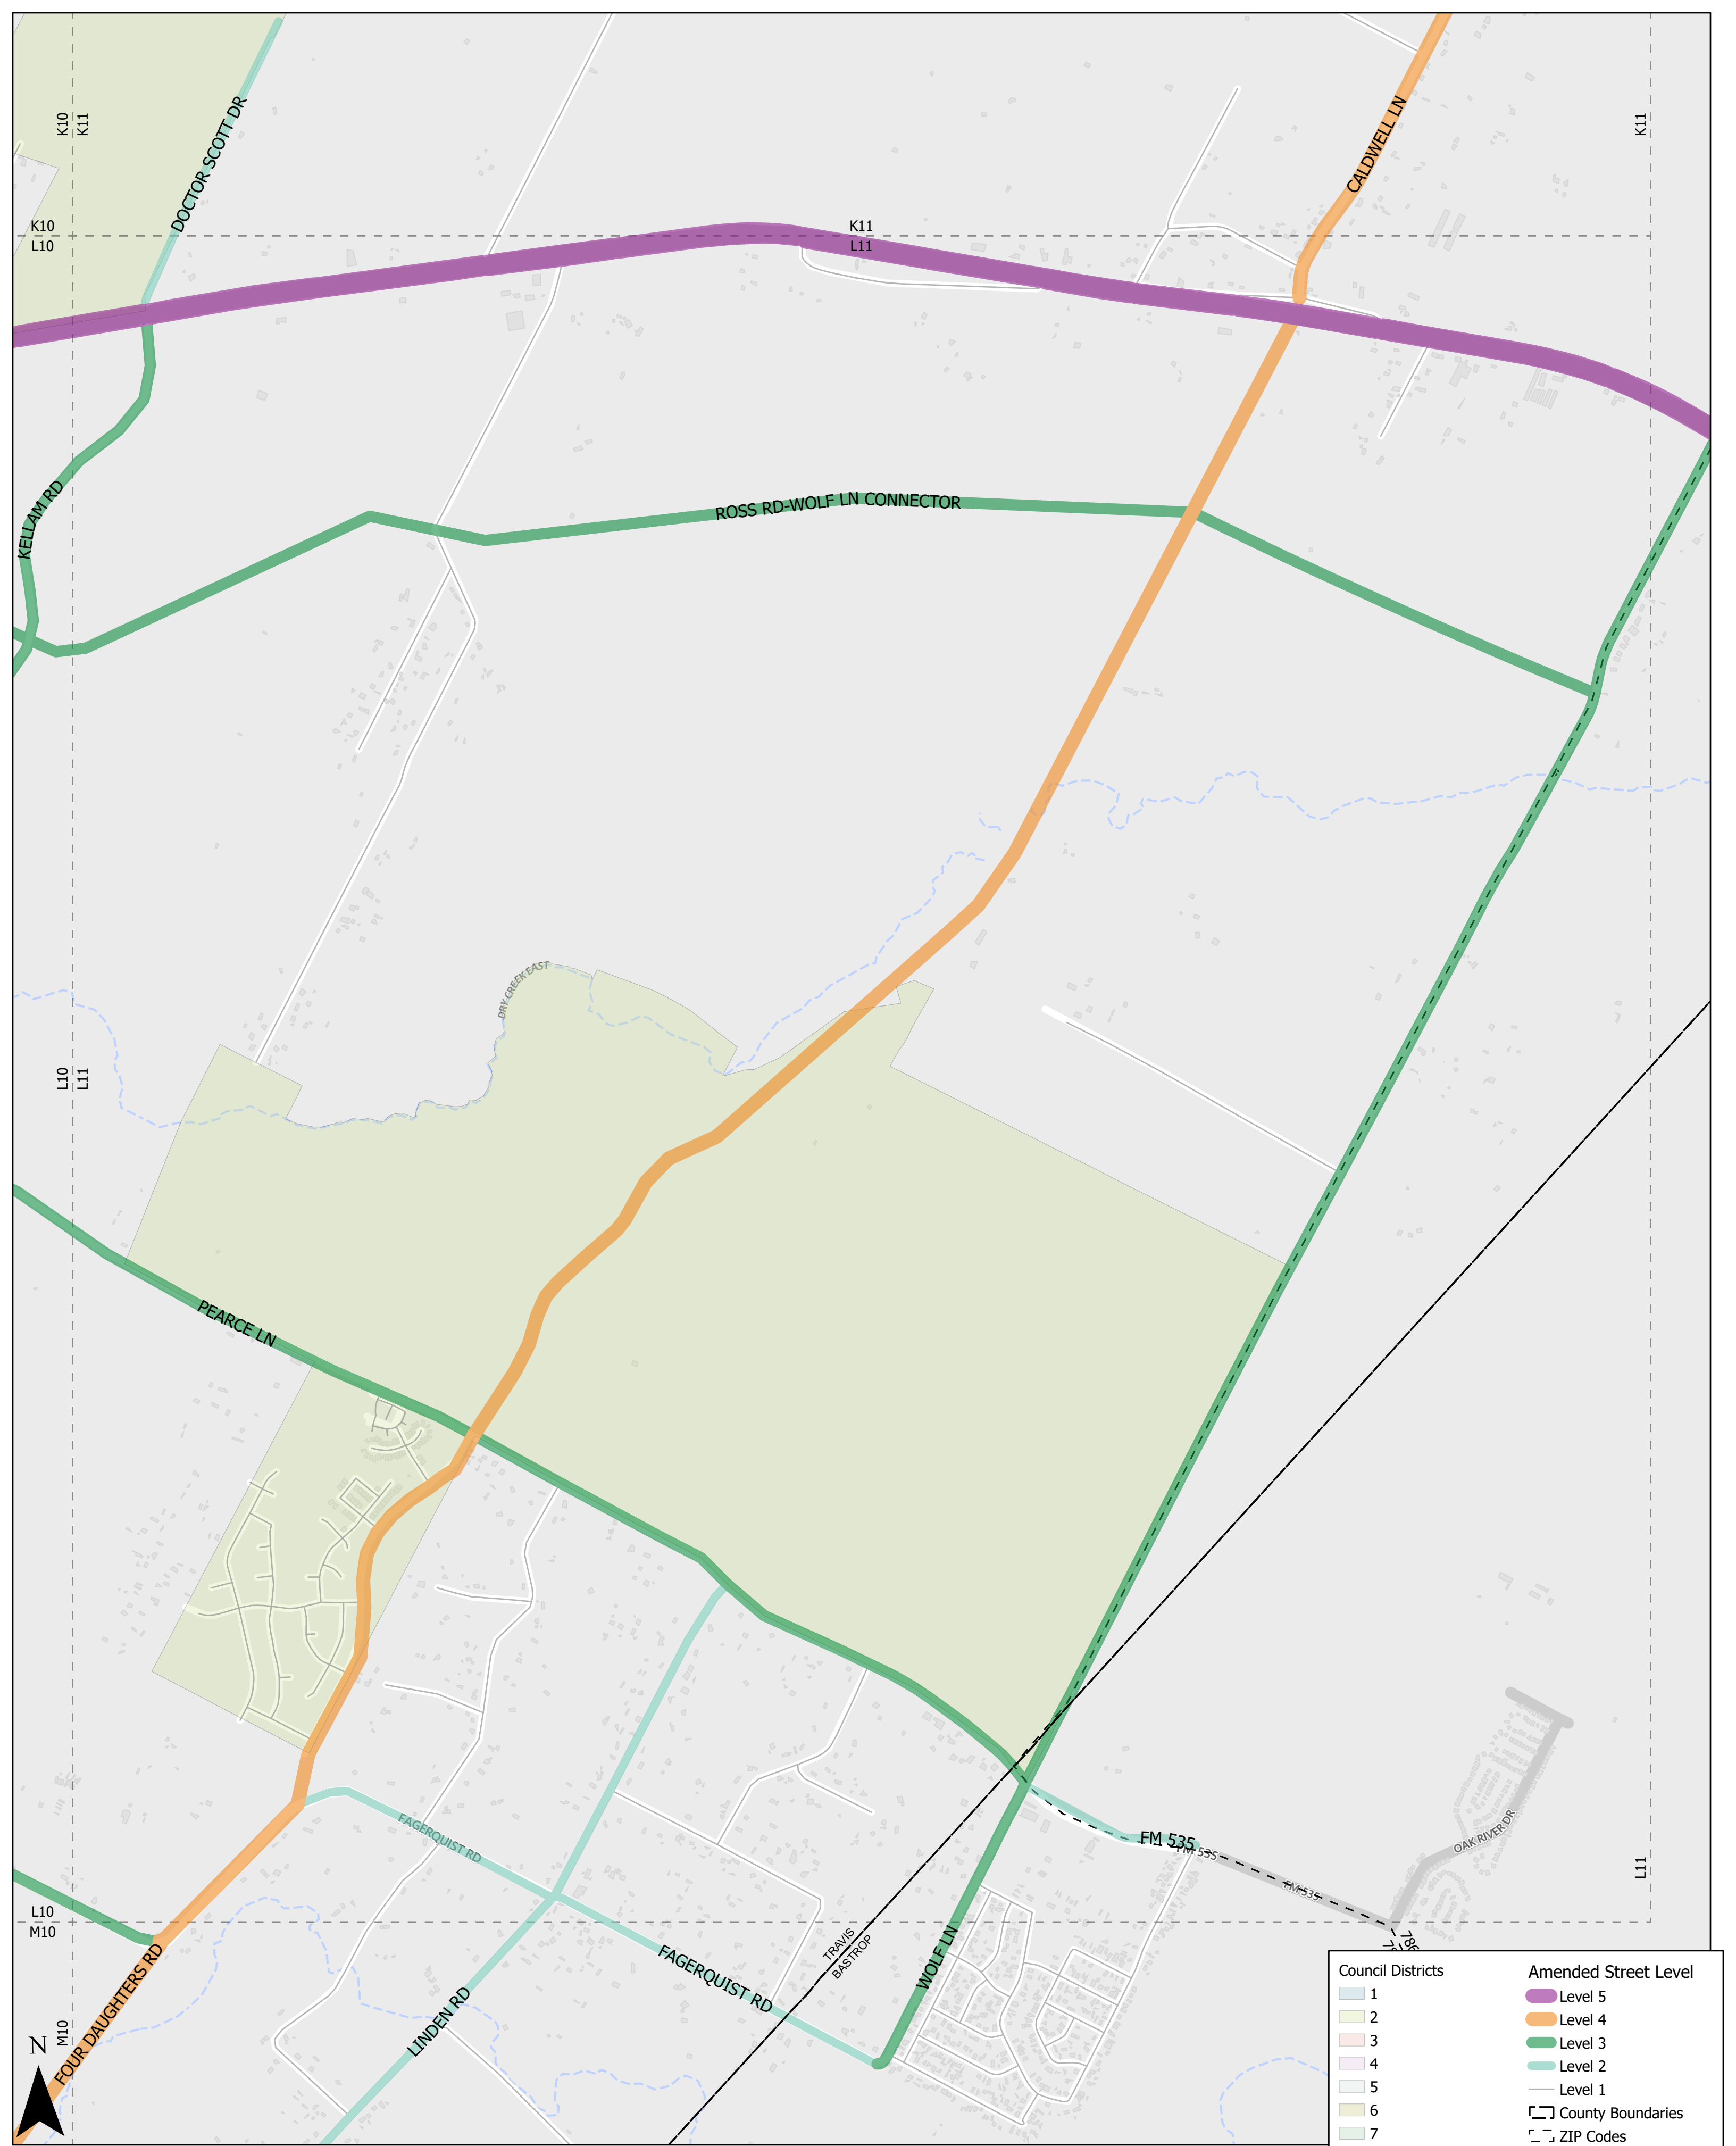 K10
K11
K11
DOCTOR SCOTT DR
CALDWELL LN
K10
L10
K11
L11
KELLAM RD
ROSS RD-WOLF LN CONNECTOR
DRY CREEK EAST
L10
L11
PEARCE LN
FAGERQUIST RD
FM 535
FM 535
FM 535
OAK RIVER DR
L11
L10
M10
TRAVIS
BASTROP
WOLF LN
FAGERQUIST RD
LINDEN RD
FOUR DAUGHTERS RD
M10
N
Council Districts
1
2
3
4
5
6
7
Amended Street Level
Level 5
Level 4
Level 3
Level 2
Level 1
County Boundaries
ZIP Codes